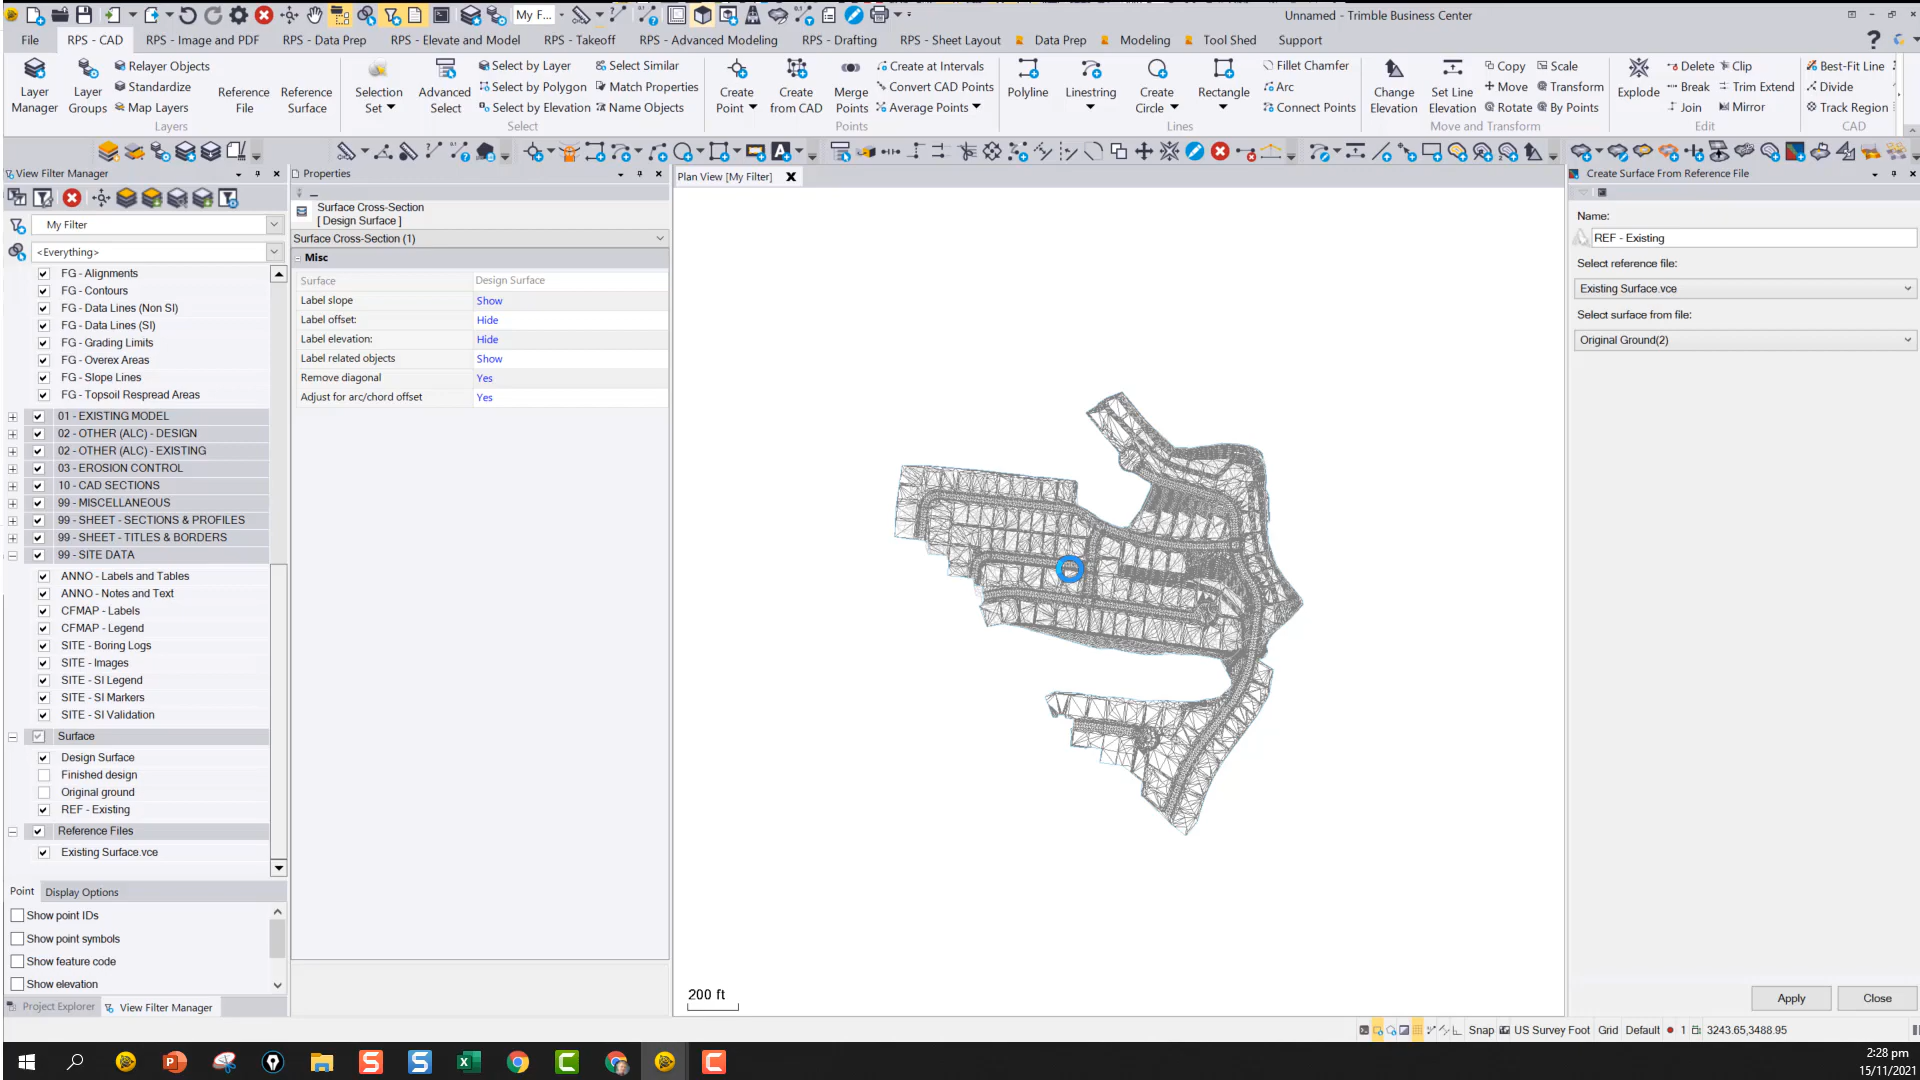 My F...
Unnamed - Trimble Business Center
File
RPS - CAD
RPS - Image and PDF
RPS - Data Prep
RPS - Elevate and Model
RPS - Takeoff
RPS - Advanced Modeling
RPS - Drafting
RPS - Sheet Layout
Data Prep
Modeling
Tool Shed
Support
Layer Manager
Layer Groups
Relayer Objects
Standardize
Map Layers
Reference File
Reference Surface
Layers
Selection Set
Advanced Select
Select by Layer
Select by Polygon
Select by Elevation
Select Similar
Match Properties
Name Objects
Select
Create Point
Create from CAD
Merge Points
Create at Intervals
Convert CAD Points
Average Points
Points
Polyline
Linestring
Create Circle
Rectangle
Fillet Chamfer
Arc
Connect Points
Lines
Change Elevation
Set Line Elevation
Copy
Move
Rotate
Scale
Transform
By Points
Move and Transform
Explode
Delete
Break
Join
Clip
Trim Extend
Mirror
Edit
Best-Fit Line
Divide
Track Region
CAD
View Filter Manager
My Filter
<Everything>
FG - Alignments
FG - Contours
FG - Data Lines (Non SI)
FG - Data Lines (SI)
FG - Grading Limits
FG - Overex Areas
FG - Slope Lines
FG - Topsoil Respread Areas
01 - EXISTING MODEL
02 - OTHER (ALC) - DESIGN
02 - OTHER (ALC) - EXISTING
03 - EROSION CONTROL
10 - CAD SECTIONS
99 - MISCELLANEOUS
99 - SHEET - SECTIONS & PROFILES
99 - SHEET - TITLES & BORDERS
99 - SITE DATA
ANNO - Labels and Tables
ANNO - Notes and Text
CFMAP - Labels
CFMAP - Legend
SITE - Boring Logs
SITE - Images
SITE - SI Legend
SITE - SI Markers
SITE - SI Validation
Surface
Design Surface
Finished design
Original ground
REF - Existing
Reference Files
Existing Surface.vce
Point
Display Options
Show point IDs
Show point symbols
Show feature code
Show elevation
Project Explorer
View Filter Manager
Properties
Surface Cross-Section
[ Design Surface ]
Surface Cross-Section (1)
Misc
Surface Design Surface
Label slope Show
Label offset: Hide
Label elevation: Hide
Label related objects Show
Remove diagonal Yes
Adjust for arc/chord offset Yes
Plan View [My Filter]
200 ft
Create Surface From Reference File
Name:
REF - Existing
Select reference file:
Existing Surface.vce
Select surface from file:
Original Ground(2)
Apply
Close
Snap
US Survey Foot
Grid
Default
1
3243.65,3488.95
2:28 pm
15/11/2021